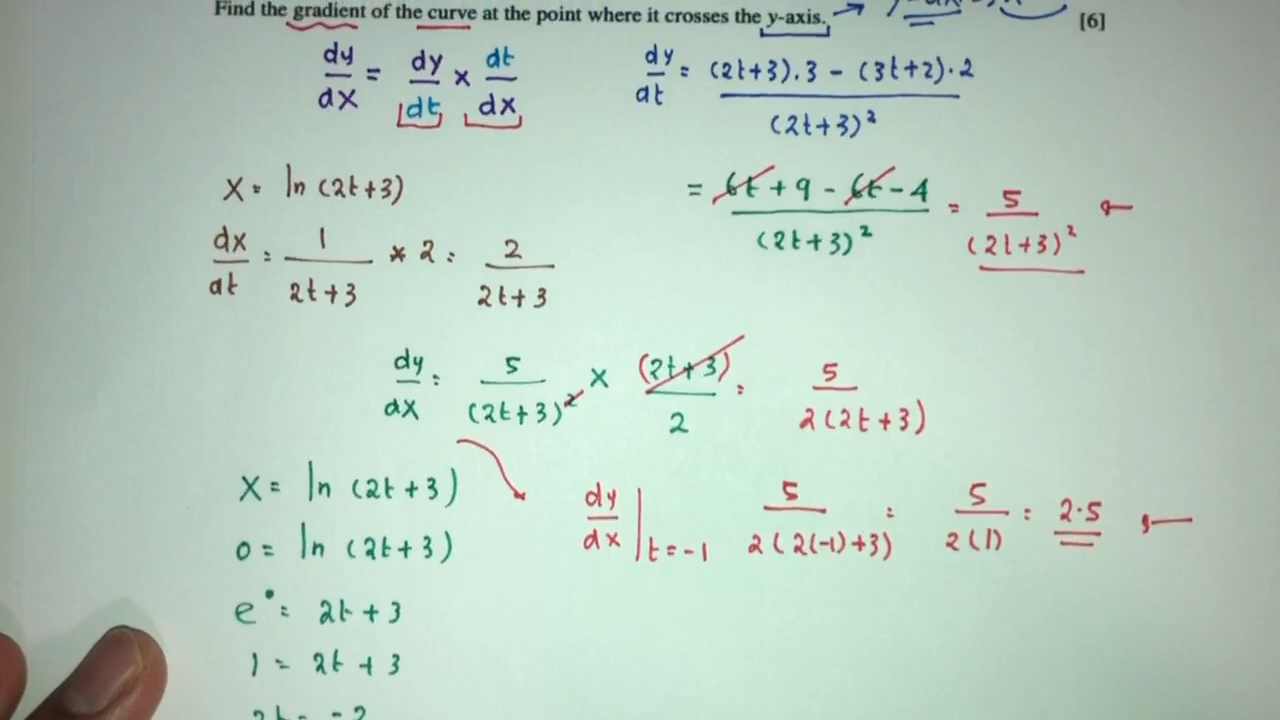 Find the gradient of the curve at the point where it crosses the y-axis. → [6]
dy/dx = dy/dt × dt/dx
dy/dt = (2t+3).3 - (3t+2).2 / (2t+3)²
= 6t + 9 - 6t - 4 / (2t+3)² = 5 / (2t+3)²
x = ln (2t+3)
dx/dt = 1 / 2t+3 * 2 = 2 / 2t+3
dy/dx = 5 / (2t+3)² × (2t+3) / 2 = 5 / 2(2t+3)
x = ln (2t+3)
0 = ln (2t+3)
e° = 2t + 3
1 = 2t + 3
2t = -2
dy/dx | t=-1 5 / 2(2(-1)+3) = 5 / 2(1) = 2.5